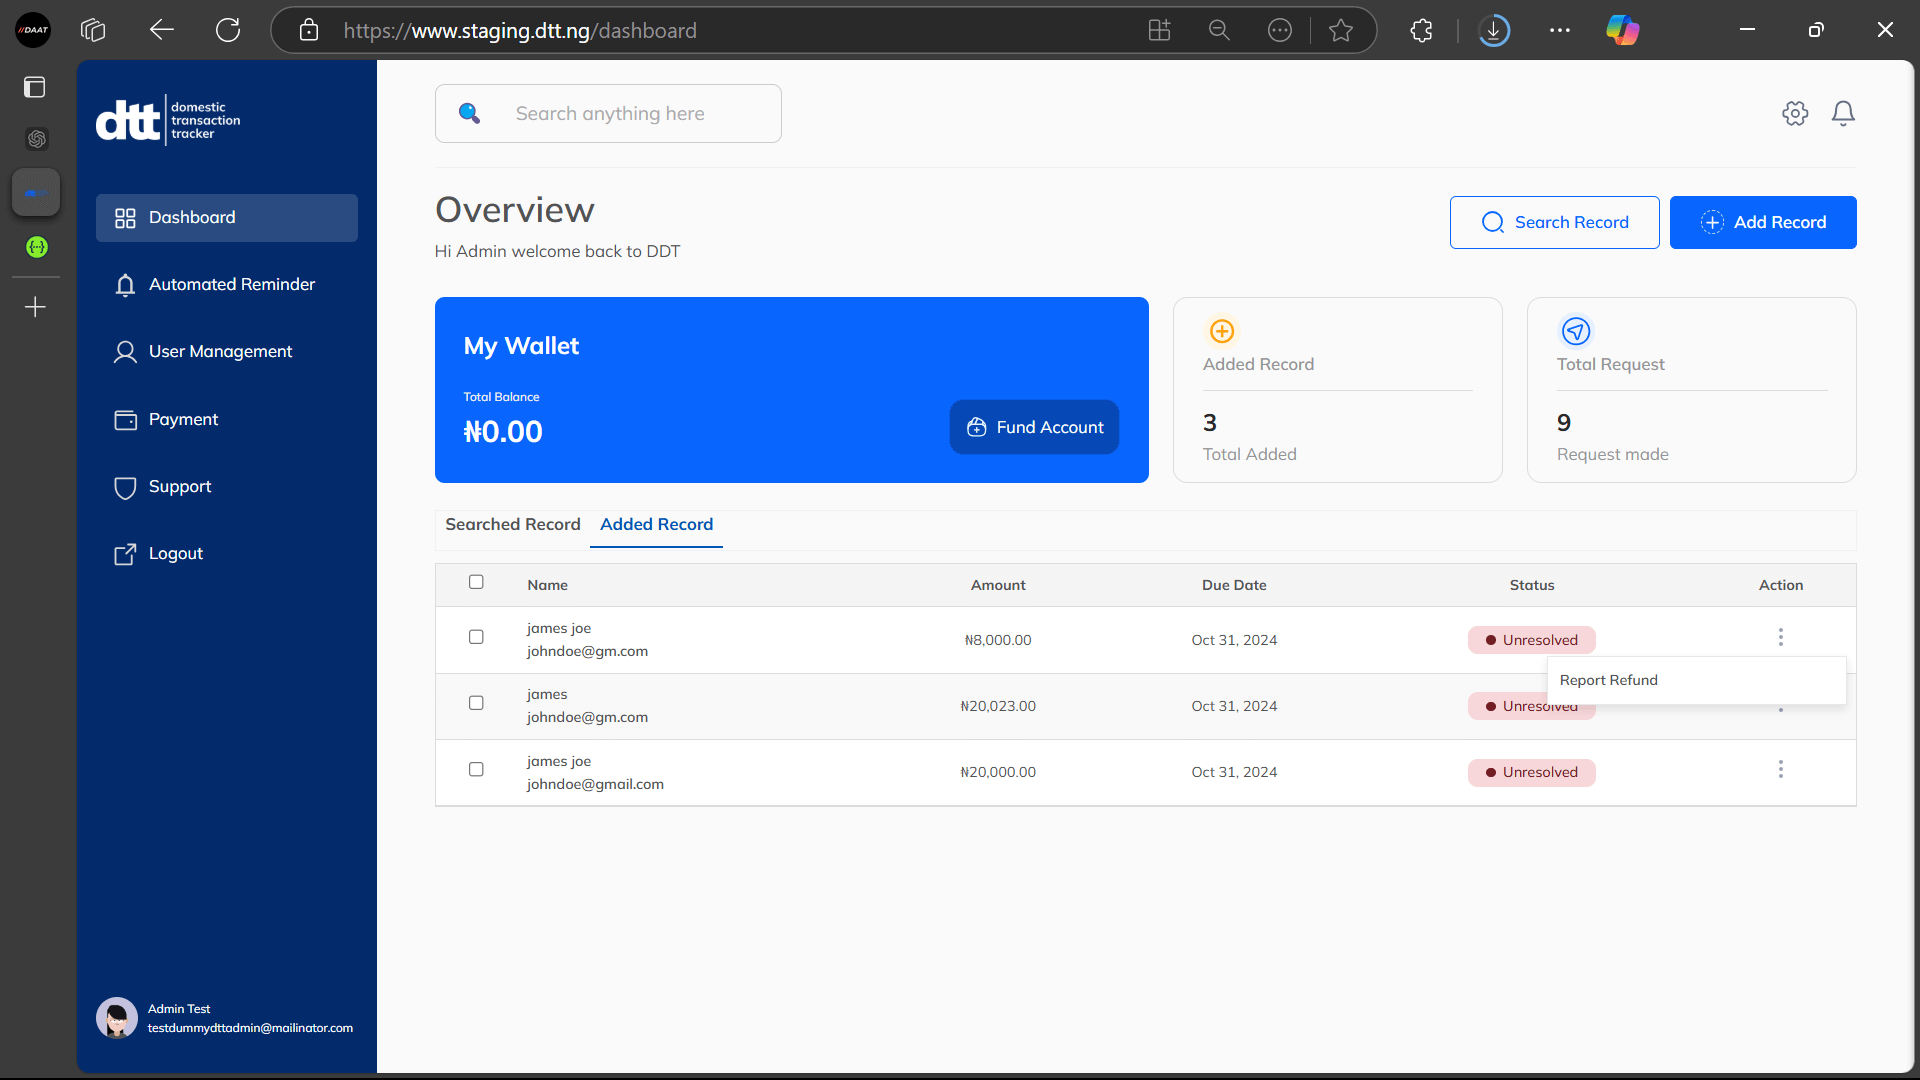 //DAAT
https://www.staging.dtt.ng/dashboard
dtt
domestic
transaction
tracker
Dashboard
Automated Reminder
User Management
Payment
Support
Logout
Admin Test
testdummydttadmin@mailinator.com
Search anything here
Overview
Hi Admin welcome back to DDT
Search Record
Add Record
My Wallet
Total Balance
₦0.00
Fund Account
Added Record
3
Total Added
Total Request
9
Request made
Searched Record Added Record
Name Amount Due Date Status Action
james joe
johndoe@gm.com
₦8,000.00 Oct 31, 2024 Unresolved
Report Refund
james
johndoe@gm.com
₦20,023.00 Oct 31, 2024 Unresolved
james joe
johndoe@gmail.com
₦20,000.00 Oct 31, 2024 Unresolved